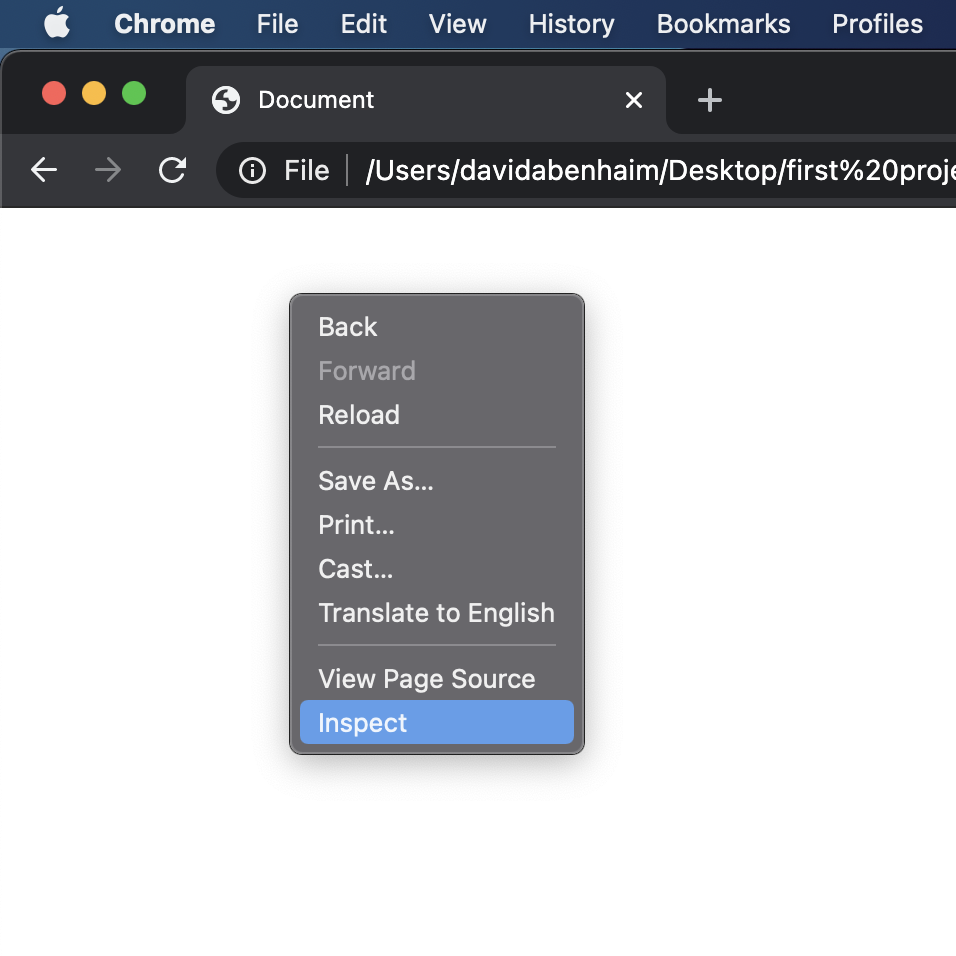 Chrome File Edit View History Bookmarks Profiles
Document
File /Users/davidabenhaim/Desktop/first%20proje
Back
Forward
Reload
Save As...
Print...
Cast...
Translate to English
View Page Source
Inspect